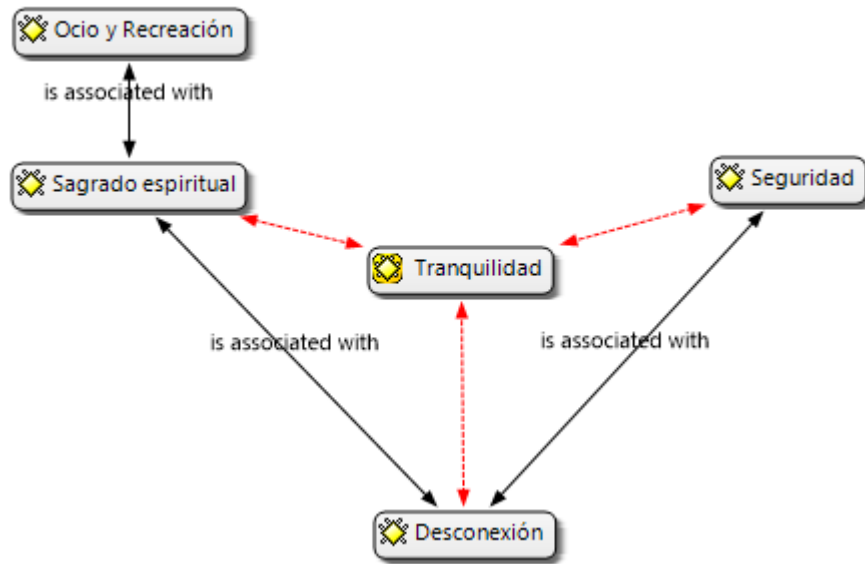 Ocio y Recreación
is associated with
Sagrado espiritual
Seguridad
Tranquilidad
is associated with
is associated with
Desconexión